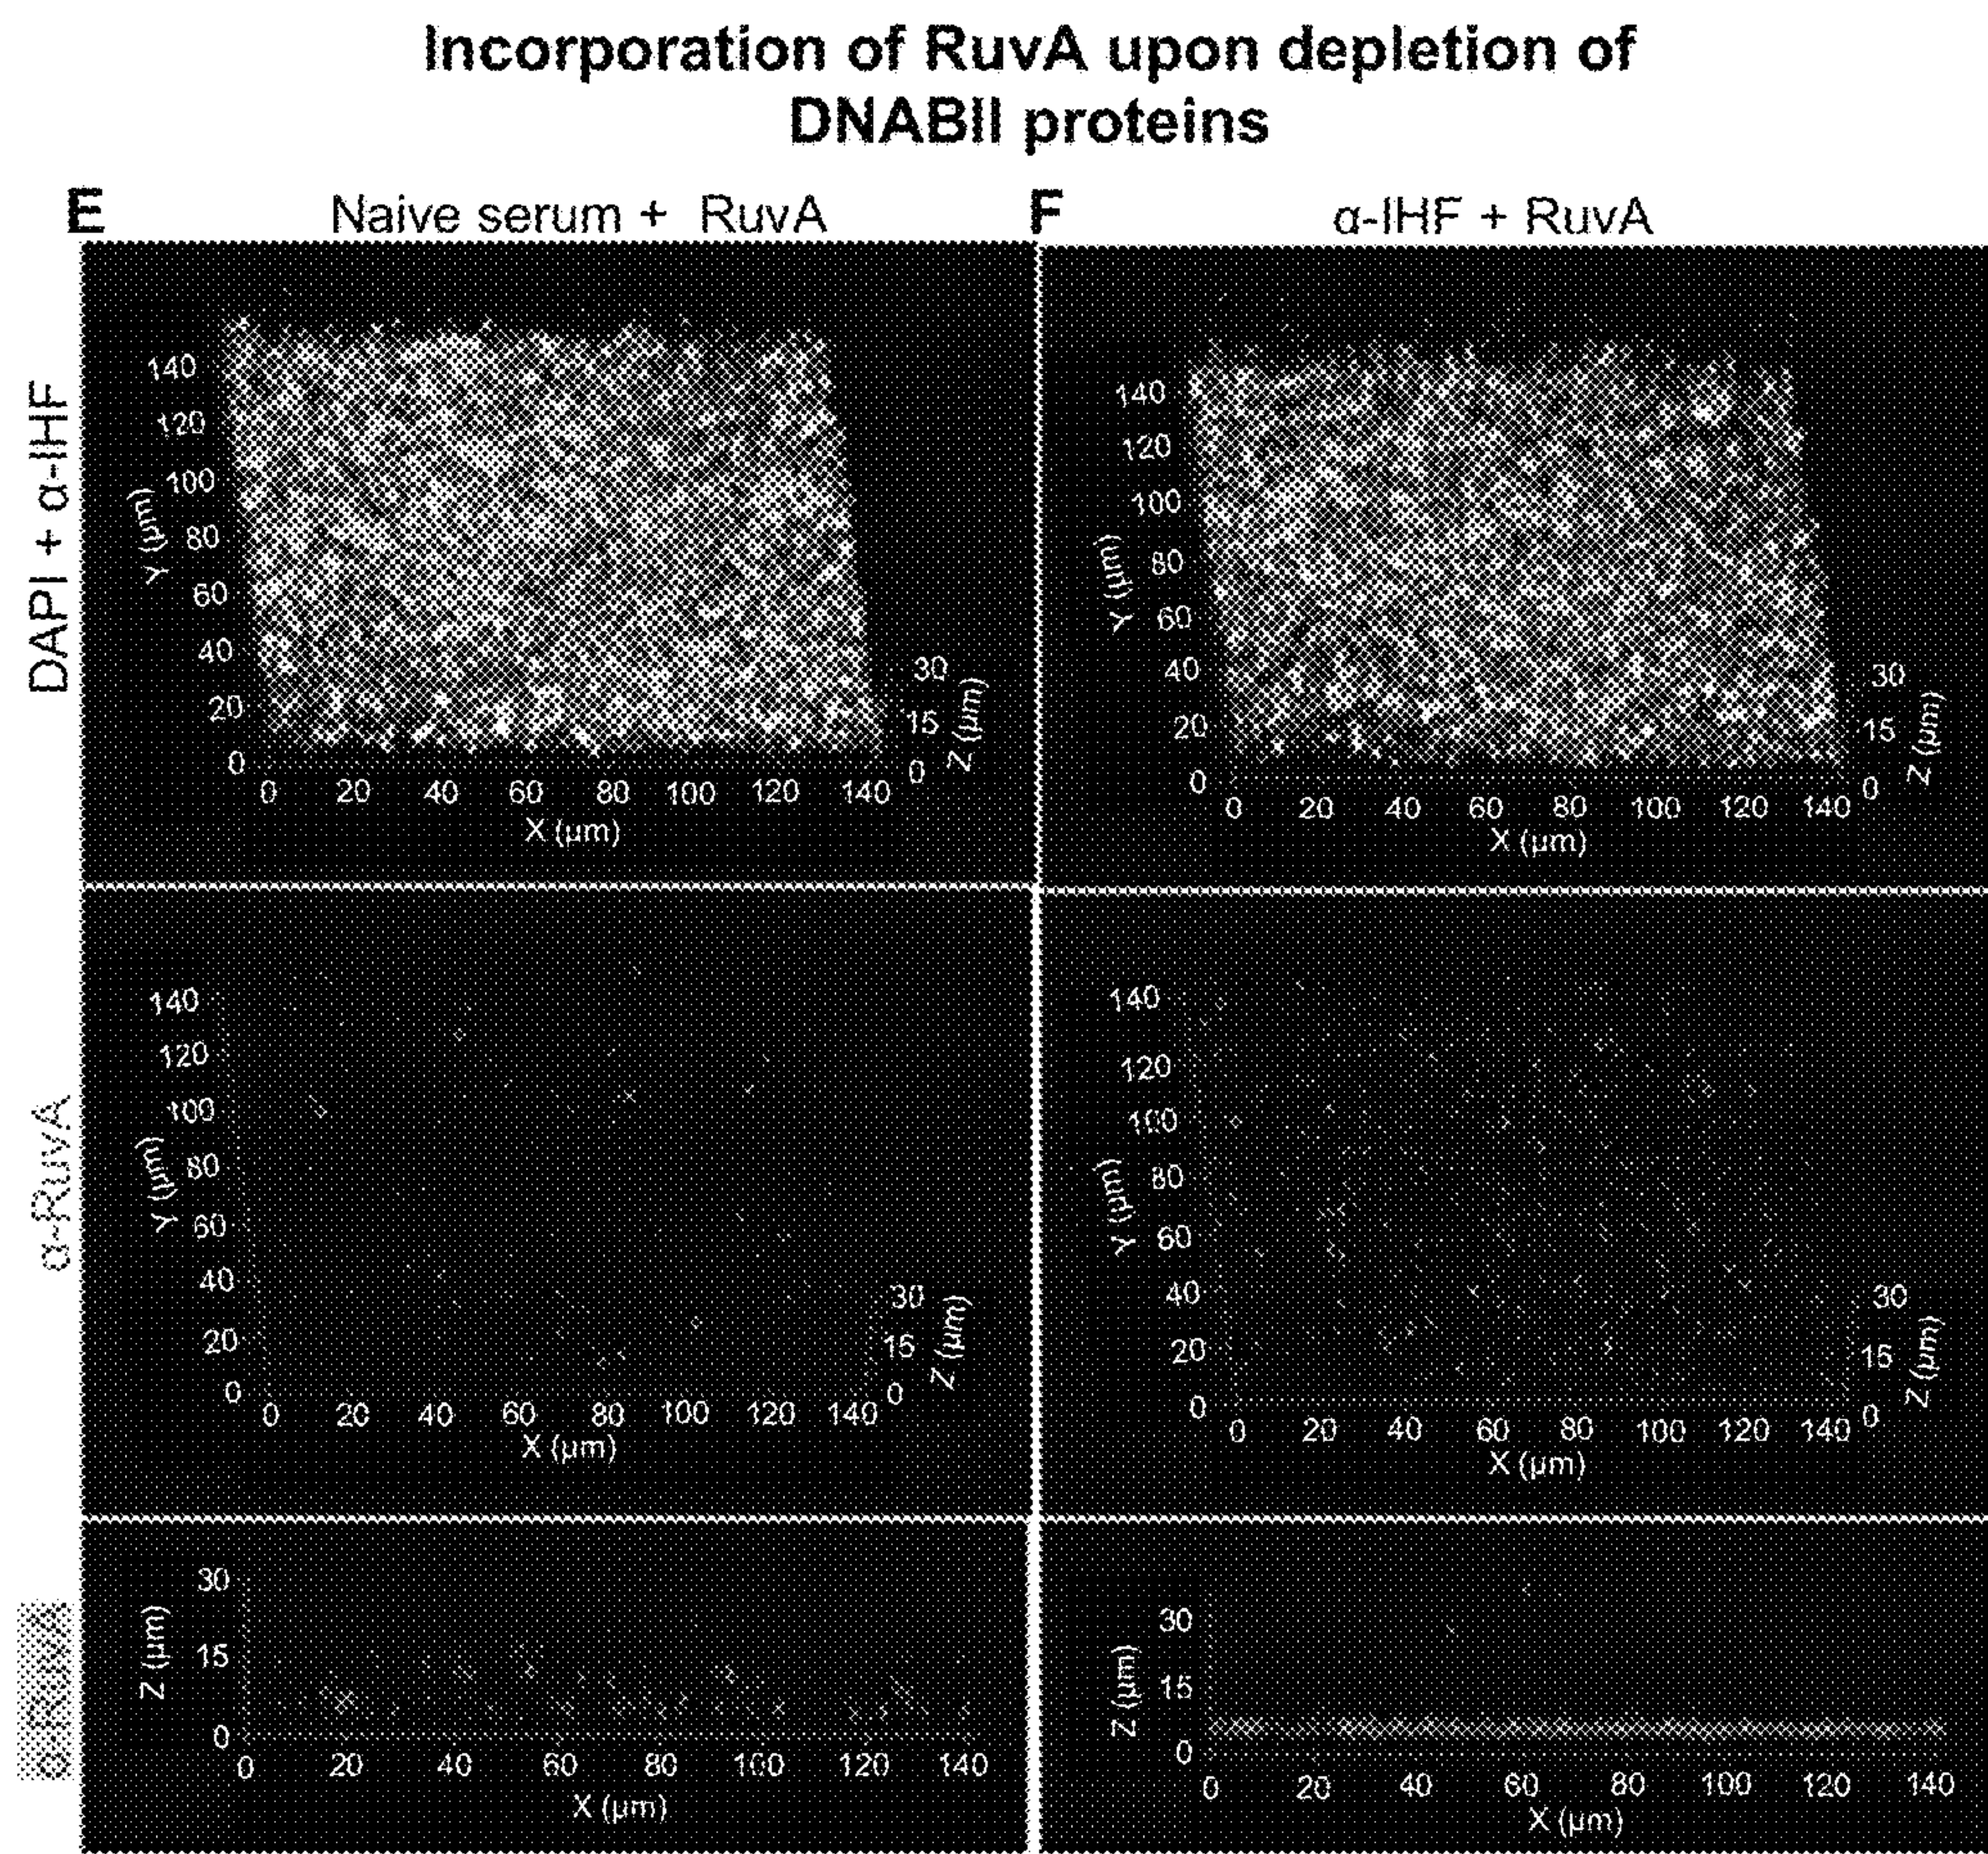 Incorporation of RuvA upon depletion of
DNABII proteins
E
Naive serum + RuvA
F
α-IHF + RuvA
DAPI + α-IHF
140
120
100
80
60
40
20
0
Y (µm)
0 20 40 60 80 100 120 140
X (µm)
30
15
0
Z (µm)
140
120
100
80
60
40
20
0
Y (µm)
0 20 40 60 80 100 120 140
X (µm)
30
15
0
Z (µm)
α-RuvA
140
120
100
80
60
40
20
0
Y (µm)
0 20 40 60 80 100 120 140
X (µm)
30
15
0
Z (µm)
140
120
100
80
60
40
20
0
Y (µm)
0 20 40 60 80 100 120 140
X (µm)
30
15
0
Z (µm)
α-RuvA
30
15
0
Z (µm)
0 20 40 60 80 100 120 140
X (µm)
30
15
0
Z (µm)
0 20 40 60 80 100 120 140
X (µm)